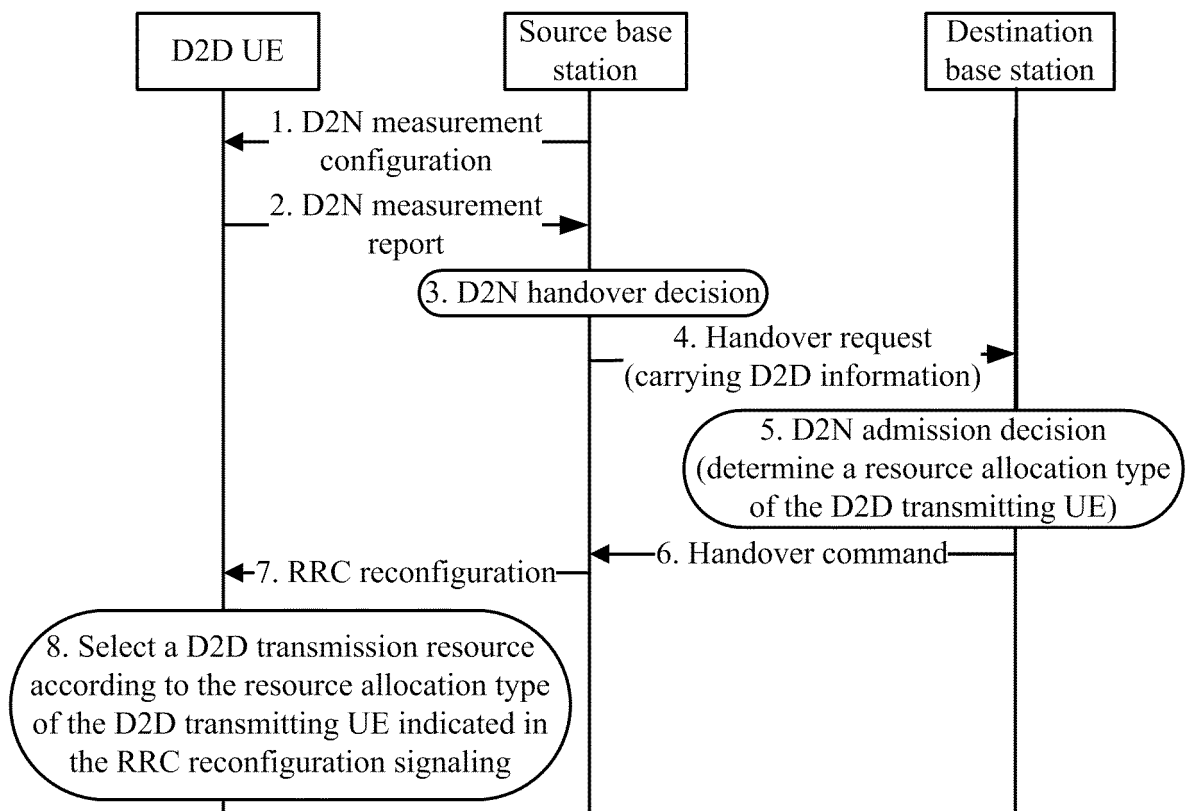 D2D UE
Source base
station
Destination
base station
1. D2N measurement
configuration
2. D2N measurement
report
3. D2N handover decision
4. Handover request
(carrying D2D information)
5. D2N admission decision
(determine a resource allocation type
of the D2D transmitting UE)
6. Handover command
7. RRC reconfiguration
8. Select a D2D transmission resource
according to the resource allocation type
of the D2D transmitting UE indicated in
the RRC reconfiguration signaling